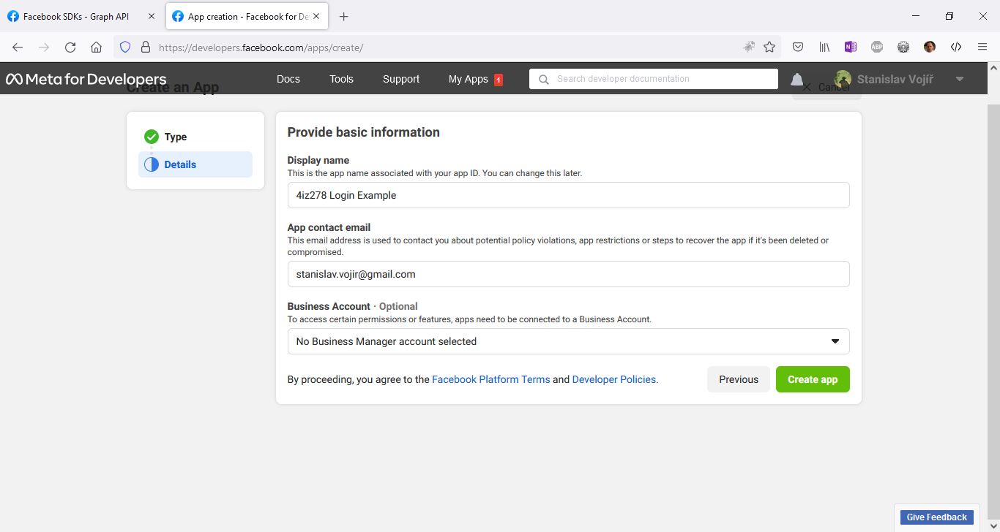 Facebook SDKs - Graph API
App creation - Facebook for De
https://developers.facebook.com/apps/create/
Meta for Developers
Docs
Tools
Support
My Apps 1
Search developer documentation
Stanislav Vojíř
Create an App
Cancel
Type
Details
Provide basic information
Display name
This is the app name associated with your app ID. You can change this later.
4iz278 Login Example
App contact email
This email address is used to contact you about potential policy violations, app restrictions or steps to recover the app if it's been deleted or
compromised.
stanislav.vojir@gmail.com
Business Account · Optional
To access certain permissions or features, apps need to be connected to a Business Account.
No Business Manager account selected
By proceeding, you agree to the Facebook Platform Terms and Developer Policies.
Previous
Create app
Give Feedback